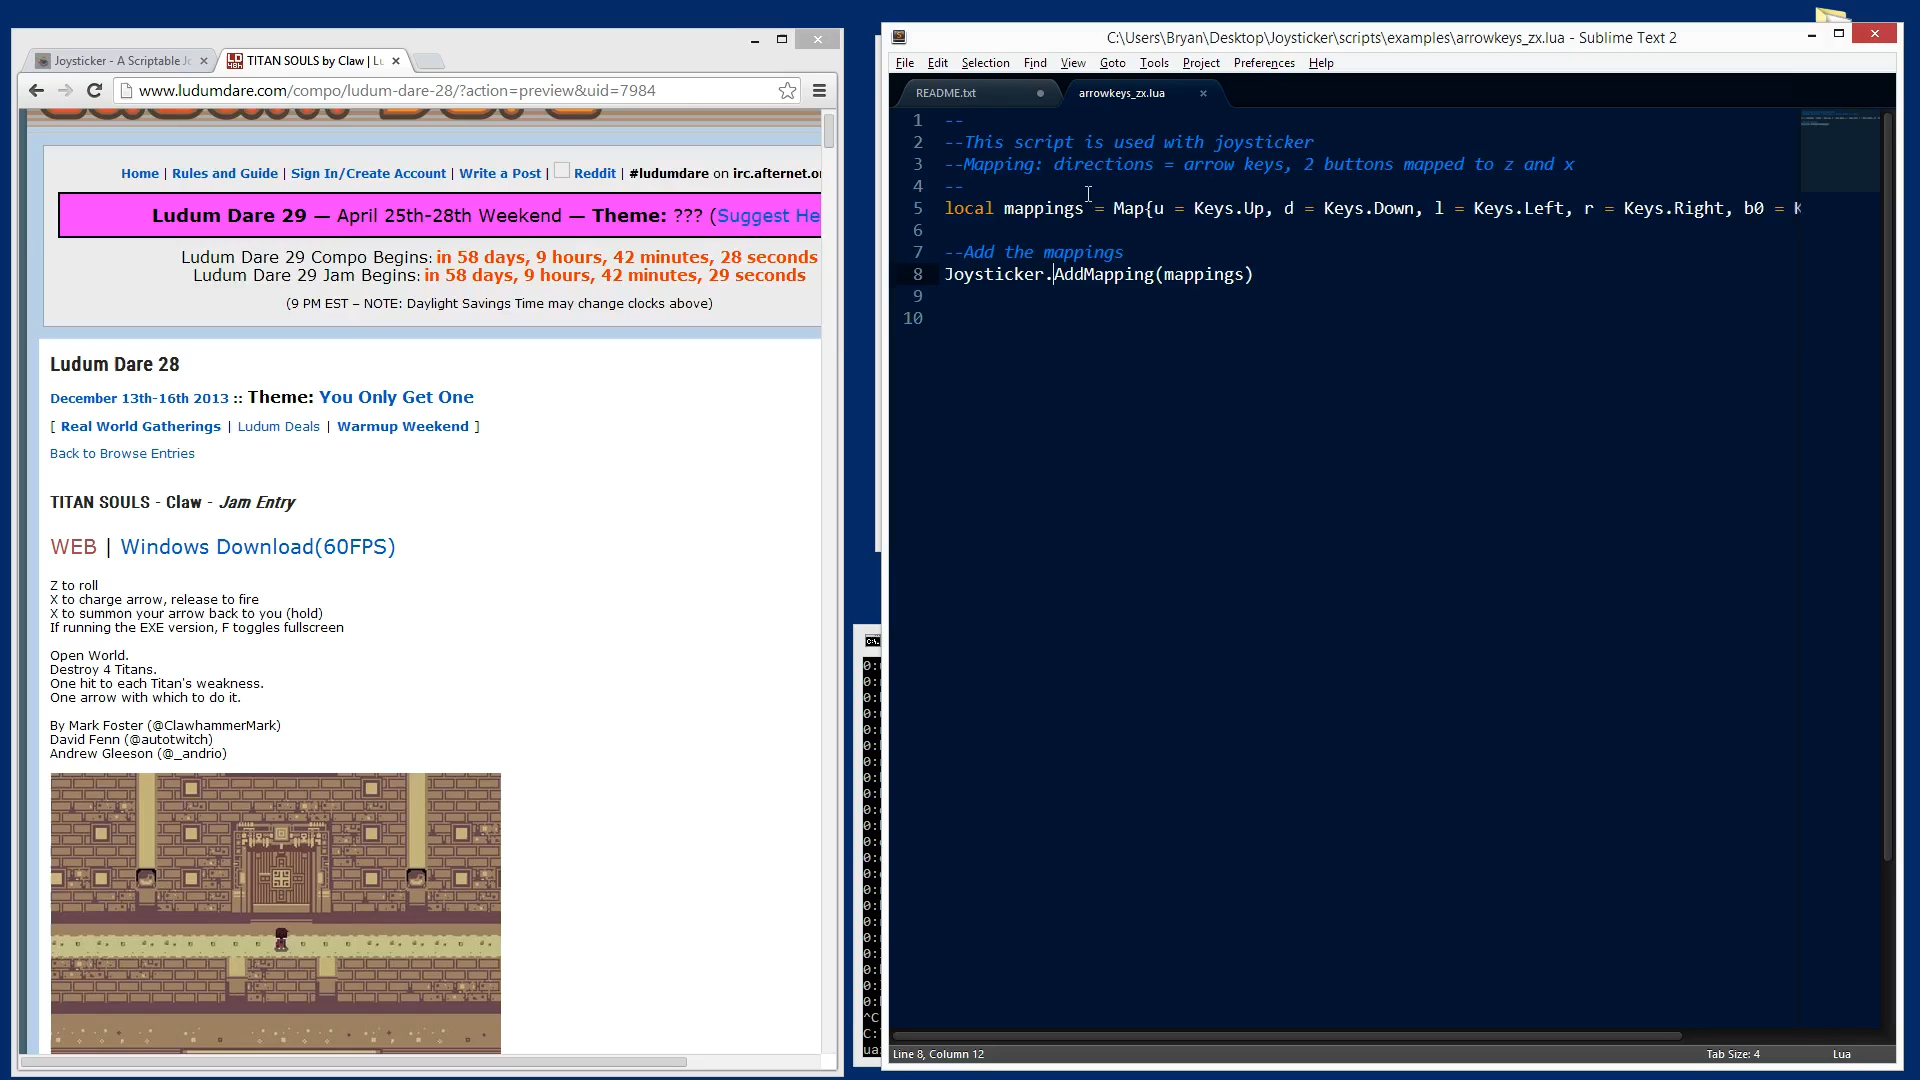 Joysticker - A Scriptable Jo
TITAN SOULS by Claw | Lu
www.ludumdare.com/compo/ludum-dare-28/?action=preview&uid=7984
Home | Rules and Guide | Sign In/Create Account | Write a Post | Reddit | #ludumdare on irc.afternet.or
Ludum Dare 29 — April 25th-28th Weekend — Theme: ??? (Suggest He
Ludum Dare 29 Compo Begins: in 58 days, 9 hours, 42 minutes, 28 seconds
Ludum Dare 29 Jam Begins: in 58 days, 9 hours, 42 minutes, 29 seconds
(9 PM EST – NOTE: Daylight Savings Time may change clocks above)
Ludum Dare 28
December 13th-16th 2013 :: Theme: You Only Get One
[ Real World Gatherings | Ludum Deals | Warmup Weekend ]
Back to Browse Entries
TITAN SOULS - Claw - Jam Entry
WEB | Windows Download(60FPS)
Z to roll
X to charge arrow, release to fire
X to summon your arrow back to you (hold)
If running the EXE version, F toggles fullscreen
Open World.
Destroy 4 Titans.
One hit to each Titan's weakness.
One arrow with which to do it.
By Mark Foster (@ClawhammerMark)
David Fenn (@autotwitch)
Andrew Gleeson (@_andrio)
C:\Users\Bryan\Desktop\Joysticker\scripts\examples\arrowkeys_zx.lua - Sublime Text 2
File Edit Selection Find View Goto Tools Project Preferences Help
README.txt
arrowkeys_zx.lua
1 --
2 --This script is used with joysticker
3 --Mapping: directions = arrow keys, 2 buttons mapped to z and x
4 --
5 local mappings = Map{u = Keys.Up, d = Keys.Down, l = Keys.Left, r = Keys.Right, b0 = K
6
7 --Add the mappings
8 Joysticker.AddMapping(mappings)
9
10
^C
Line 8, Column 12
Tab Size: 4
Lua